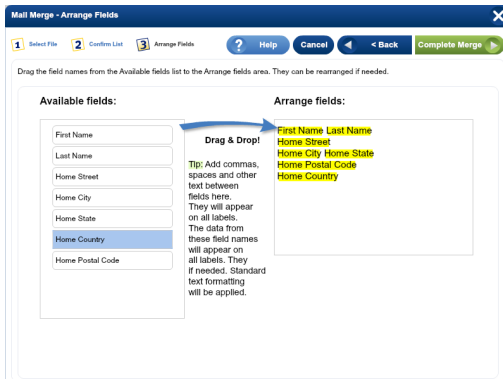 Mail Merge - Arrange Fields
X
1 Select File 2 Confirm List 3 Arrange Fields ? Help Cancel < Back Complete Merge
Drag the field names from the Available fields list to the Arrange fields area. They can be rearranged if needed.
Available fields:
First Name
Last Name
Home Street
Home City
Home State
Home Country
Home Postal Code
Drag & Drop!
Tip: Add commas,
spaces and other
text between
fields here.
They will appear
on all labels.
The data from
these field names
will appear on
all labels. They
if needed. Standard
text formatting
will be applied.
Arrange fields:
First Name Last Name
Home Street
Home City Home State
Home Postal Code
Home Country